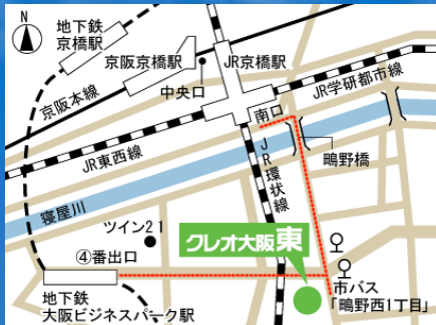 N
地下鉄
京橋駅
京阪京橋駅
JR京橋駅
中央口
京阪本線
JR学研都市線
南口
JR東西線
JR環状線
鴫野橋
寝屋川
ツイン21
クレオ大阪東
④番出口
市バス
「鴫野西1丁目」
地下鉄
大阪ビジネスパーク駅